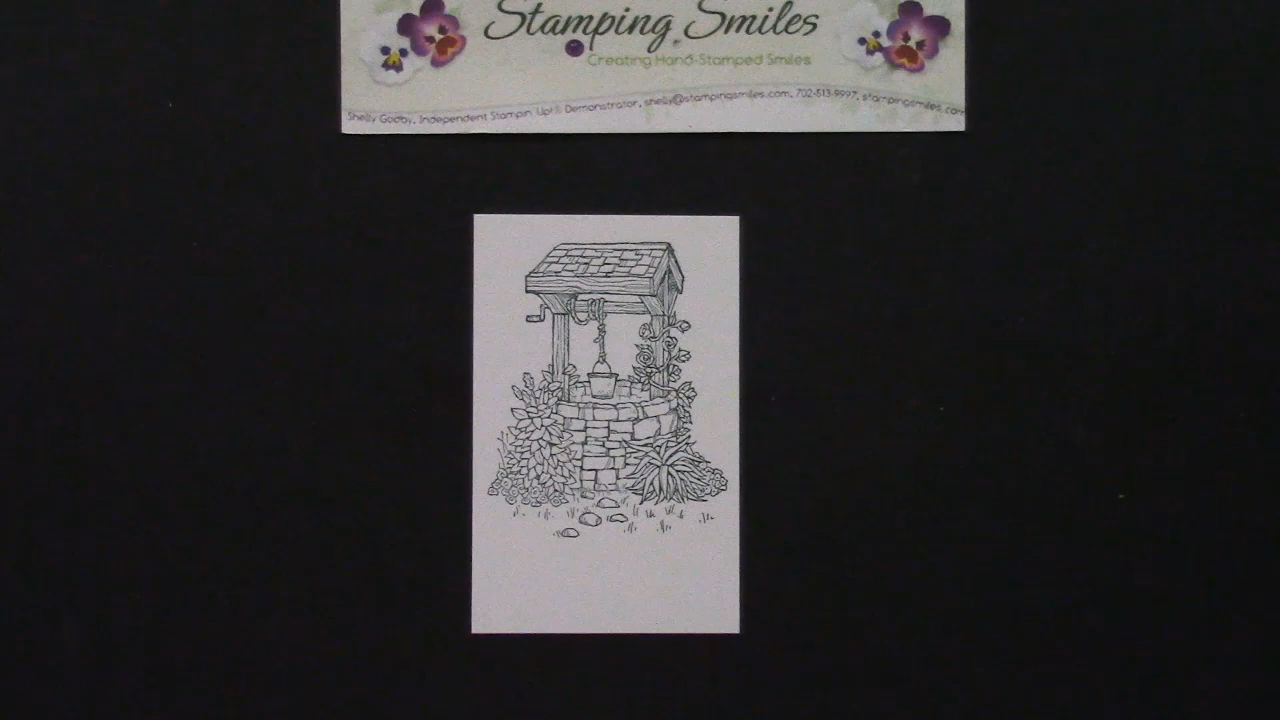 Stamping Smiles
Creating Hand-Stamped Smiles
Shelly Godby, Independent Stampin' Up!® Demonstrator, shelly@stampingsmiles.com, 702-513-9997, stampingsmiles.com